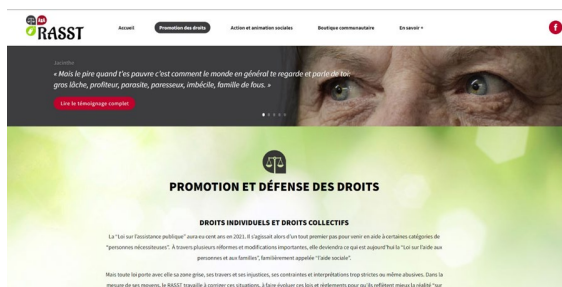 RASST
Accueil
Promotion des droits
Action et animation sociales
Boutique communautaire
En savoir +
Jacinthe
« Mais le pire quand t'es pauvre c'est comment le monde en général te regarde et parle de toi:
gros lâche, profiteur, parasite, paresseux, imbécile, famille de fous. »
Lire le témoignage complet
PROMOTION ET DÉFENSE DES DROITS
DROITS INDIVIDUELS ET DROITS COLLECTIFS
La "Loi sur l'assistance publique" aura eu cent ans en 2021. Il s'agissait alors d'un tout premier pas pour venir en aide à certaines catégories de
"personnes nécessiteuses". À travers plusieurs réformes et modifications importantes, elle deviendra ce qui est aujourd'hui la "Loi sur l'aide aux
personnes et aux familles", familièrement appelée "l'aide sociale".
Mais toute loi porte avec elle sa zone grise, ses travers et ses injustices, ses contraintes et interprétations trop strictes ou même abusives. Dans la
mesure de ses moyens, le RASST travaille à corriger ces situations, à faire évoluer ces lois et règlements pour qu'ils reflètent mieux la réalité "sur